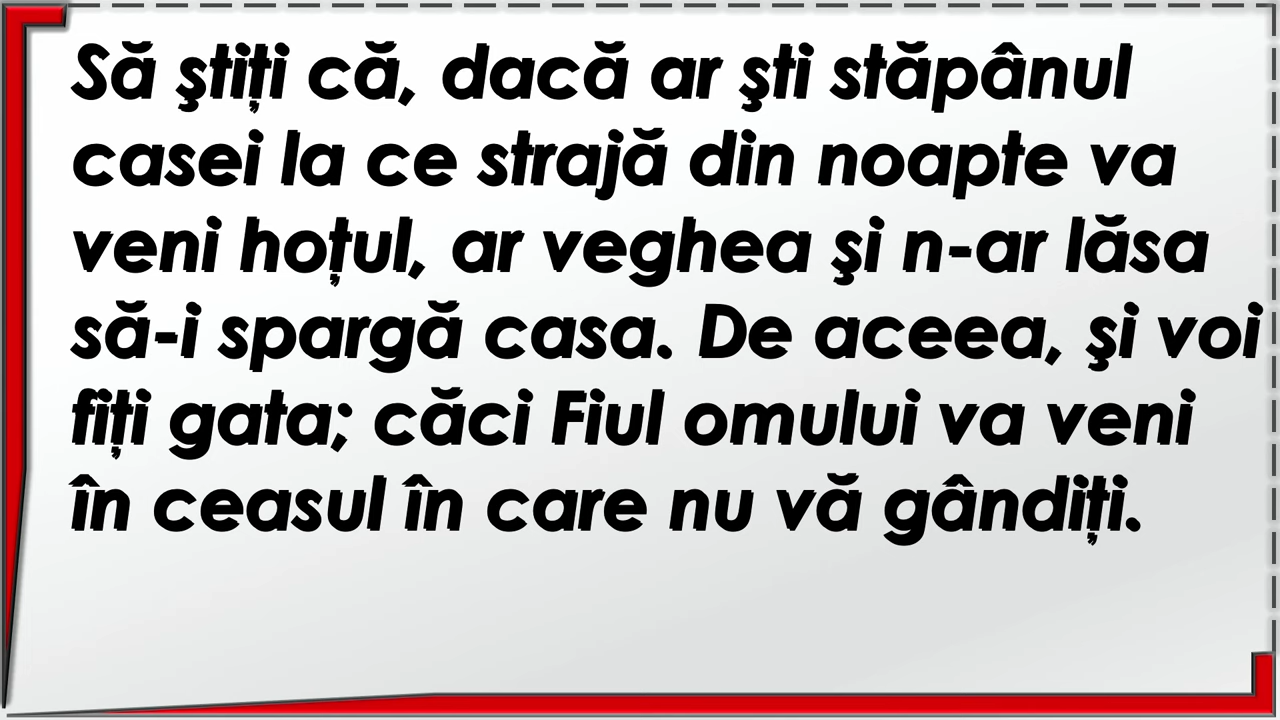 Să ştiţi că, dacă ar şti stăpânul
casei la ce strajă din noapte va
veni hoţul, ar veghea şi n-ar lăsa
să-i spargă casa. De aceea, şi voi
fiţi gata; căci Fiul omului va veni
în ceasul în care nu vă gândiţi.